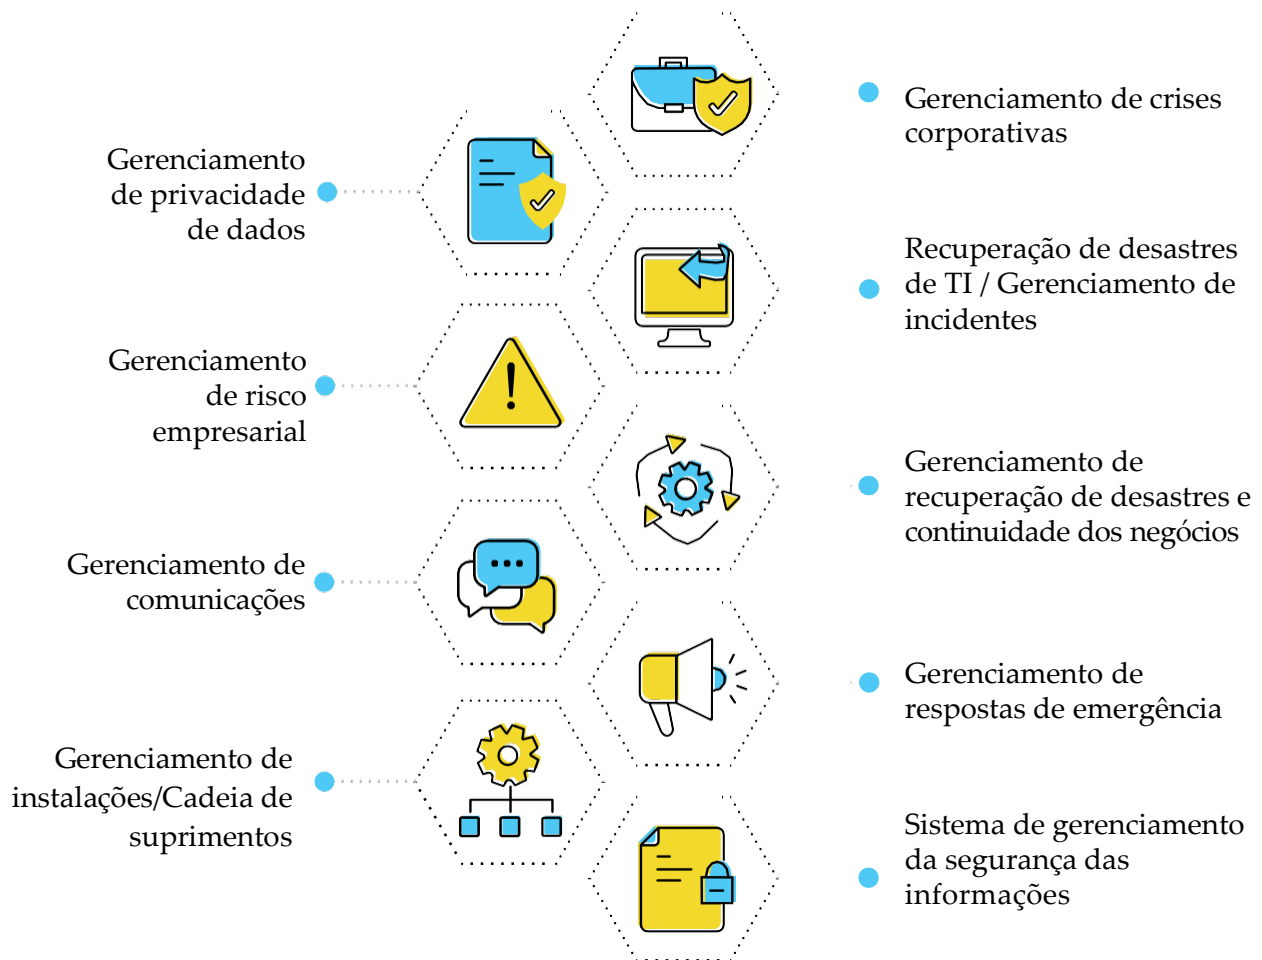 Gerenciamento
de privacidade
de dados
Gerenciamento
de risco
empresarial
Gerenciamento de
comunicações
Gerenciamento de
instalações/Cadeia de
suprimentos
Gerenciamento de crises
corporativas
Recuperação de desastres
de TI / Gerenciamento de
incidentes
Gerenciamento de
recuperação de desastres e
continuidade dos negócios
Gerenciamento de
respostas de emergência
Sistema de gerenciamento
da segurança das
informações